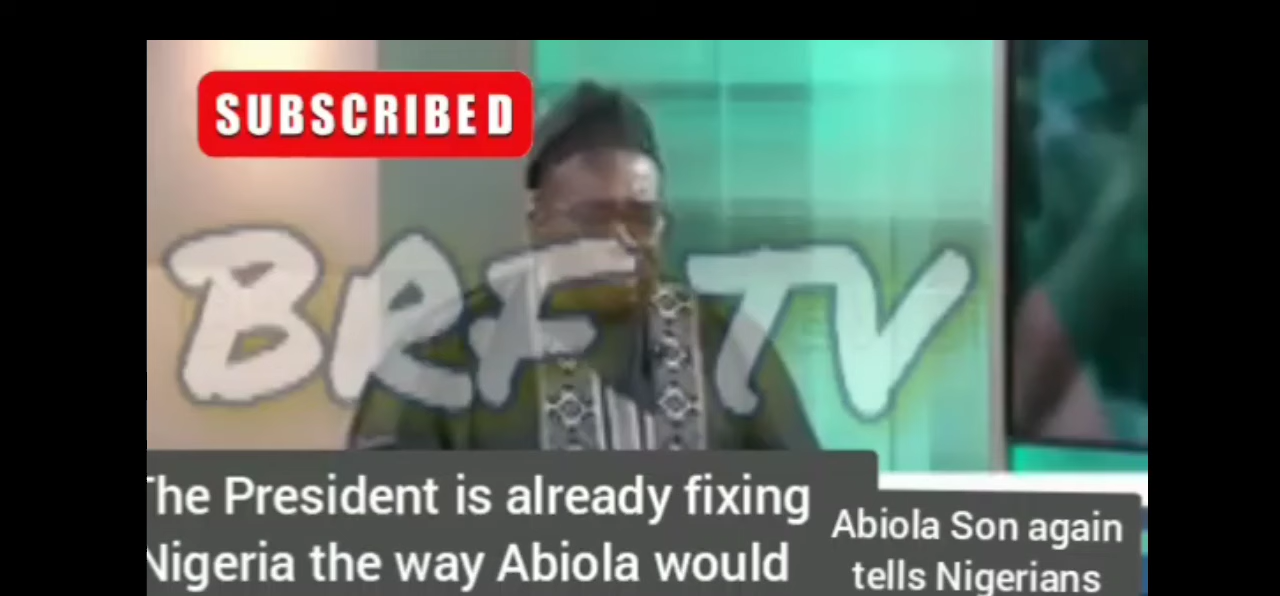 SUBSCRIBED
BRF TV
The President is already fixing
Nigeria the way Abiola would
Abiola Son again
tells Nigerians